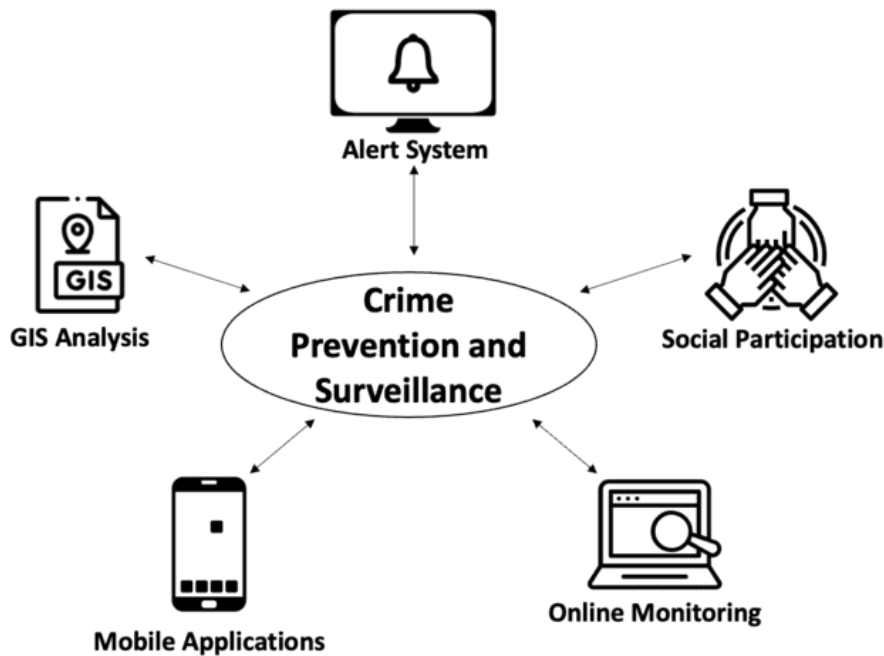 Alert System
GIS
GIS Analysis
Social Participation
Crime
Prevention and
Surveillance
Mobile Applications
Online Monitoring